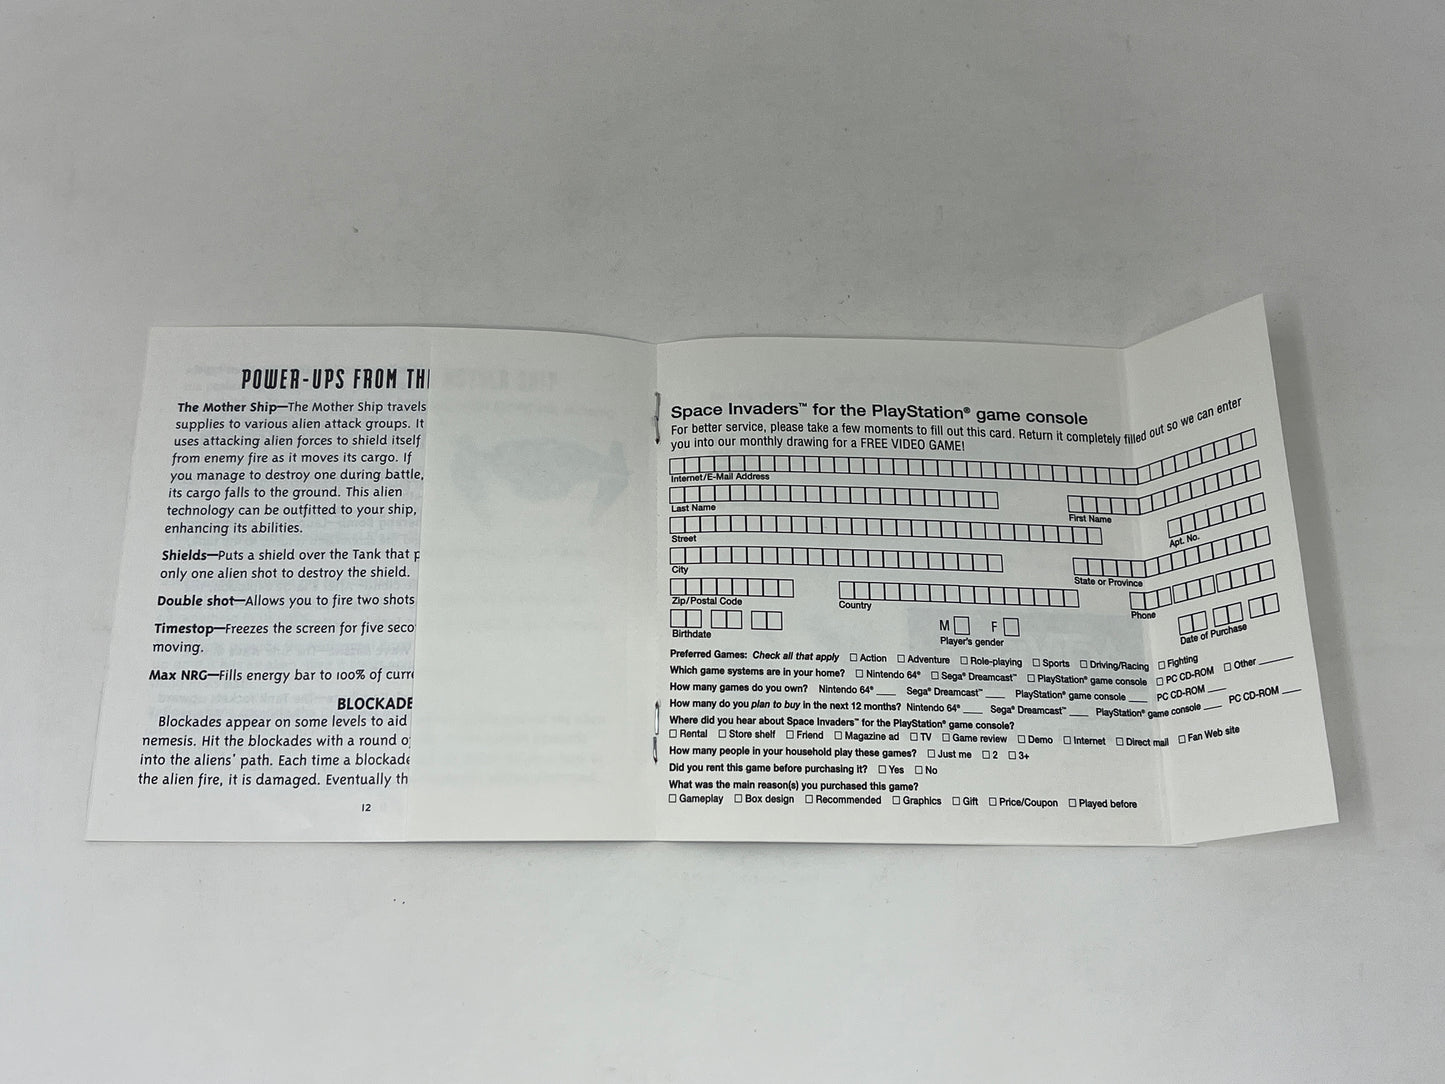 POWER-UPS FROM TH
The Mother Ship—The Mother Ship travels
supplies to various alien attack groups. It
uses attacking alien forces to shield itself
from enemy fire as it moves its cargo. If
you manage to destroy one during battle,
its cargo falls to the ground. This alien
technology can be outfitted to your ship,
enhancing its abilities.
Shields—Puts a shield over the Tank that
only one alien shot to destroy the shield.
Double shot—Allows you to fire two shots
Timestop—Freezes the screen for five seco
moving.
Max NRG—Fills energy bar to 100% of curr
BLOCKADE
Blockades appear on some levels to aid
nemesis. Hit the blockades with a round o
into the aliens' path. Each time a blockade
the alien fire, it is damaged. Eventually th
12
Space Invaders™ for the PlayStation® game console
For better service, please take a few moments to fill out this card. Return it completely filled out so we can enter
you into our monthly drawing for a FREE VIDEO GAME!
Internet/E-Mail Address
Last Name First Name
Street Apt. No.
City State or Province
Zip/Postal Code Country Phone
M F
Birthdate Player's gender Date of Purchase
Preferred Games: Check all that apply ☐ Action ☐ Adventure ☐ Role-playing ☐ Sports ☐ Driving/Racing ☐ Fighting
Which game systems are in your home? ☐ Nintendo 64® ☐ Sega® Dreamcast™ ☐ PlayStation® game console ☐ PC CD-ROM ☐ Other ______
How many games do you own? Nintendo 64® ___ Sega® Dreamcast™ ___ PlayStation® game console ___ PC CD-ROM ___
How many do you plan to buy in the next 12 months? Nintendo 64® ___ Sega® Dreamcast™ ___ PlayStation® game console ___ PC CD-ROM ___
Where did you hear about Space Invaders™ for the PlayStation® game console?
☐ Rental ☐ Store shelf ☐ Friend ☐ Magazine ad ☐ TV ☐ Game review ☐ Demo ☐ Internet ☐ Direct mail ☐ Fan Web site
How many people in your household play these games? ☐ Just me ☐ 2 ☐ 3+
Did you rent this game before purchasing it? ☐ Yes ☐ No
What was the main reason(s) you purchased this game?
☐ Gameplay ☐ Box design ☐ Recommended ☐ Graphics ☐ Gift ☐ Price/Coupon ☐ Played before